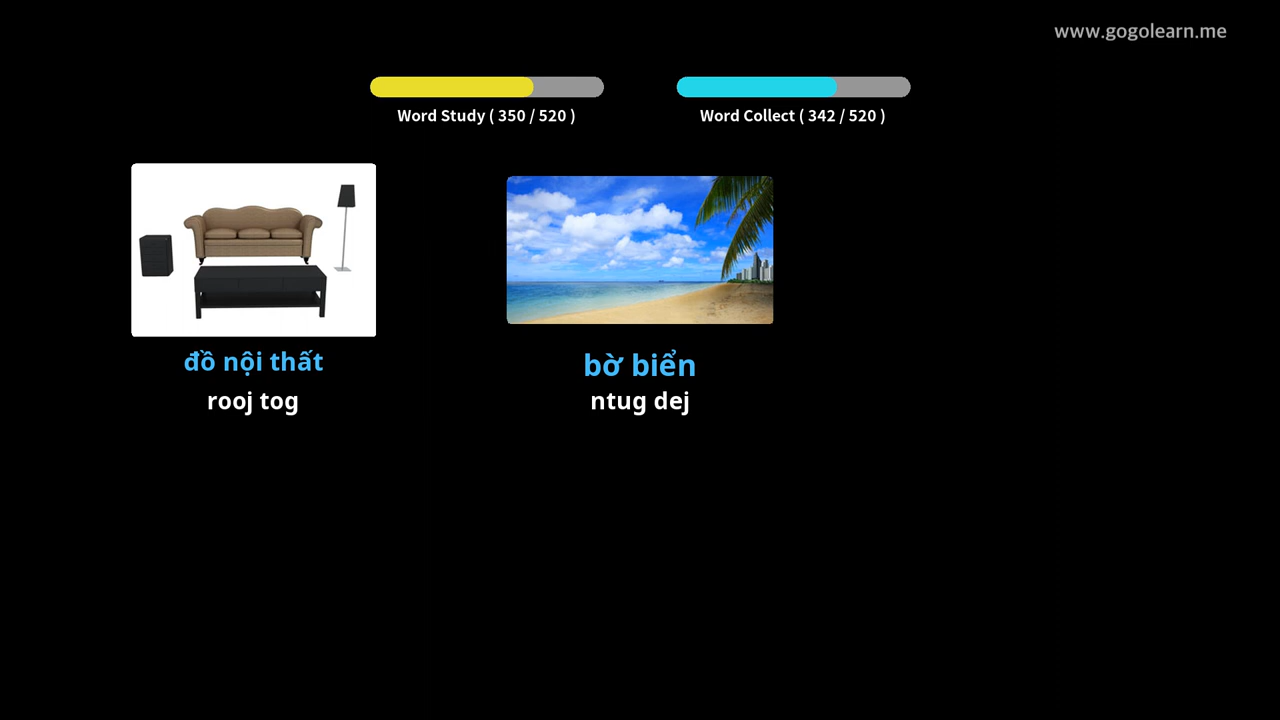 www.gogolearn.me
Word Study ( 350 / 520 )
Word Collect ( 342 / 520 )
đồ nội thất
rooj tog
bờ biển
ntug dej